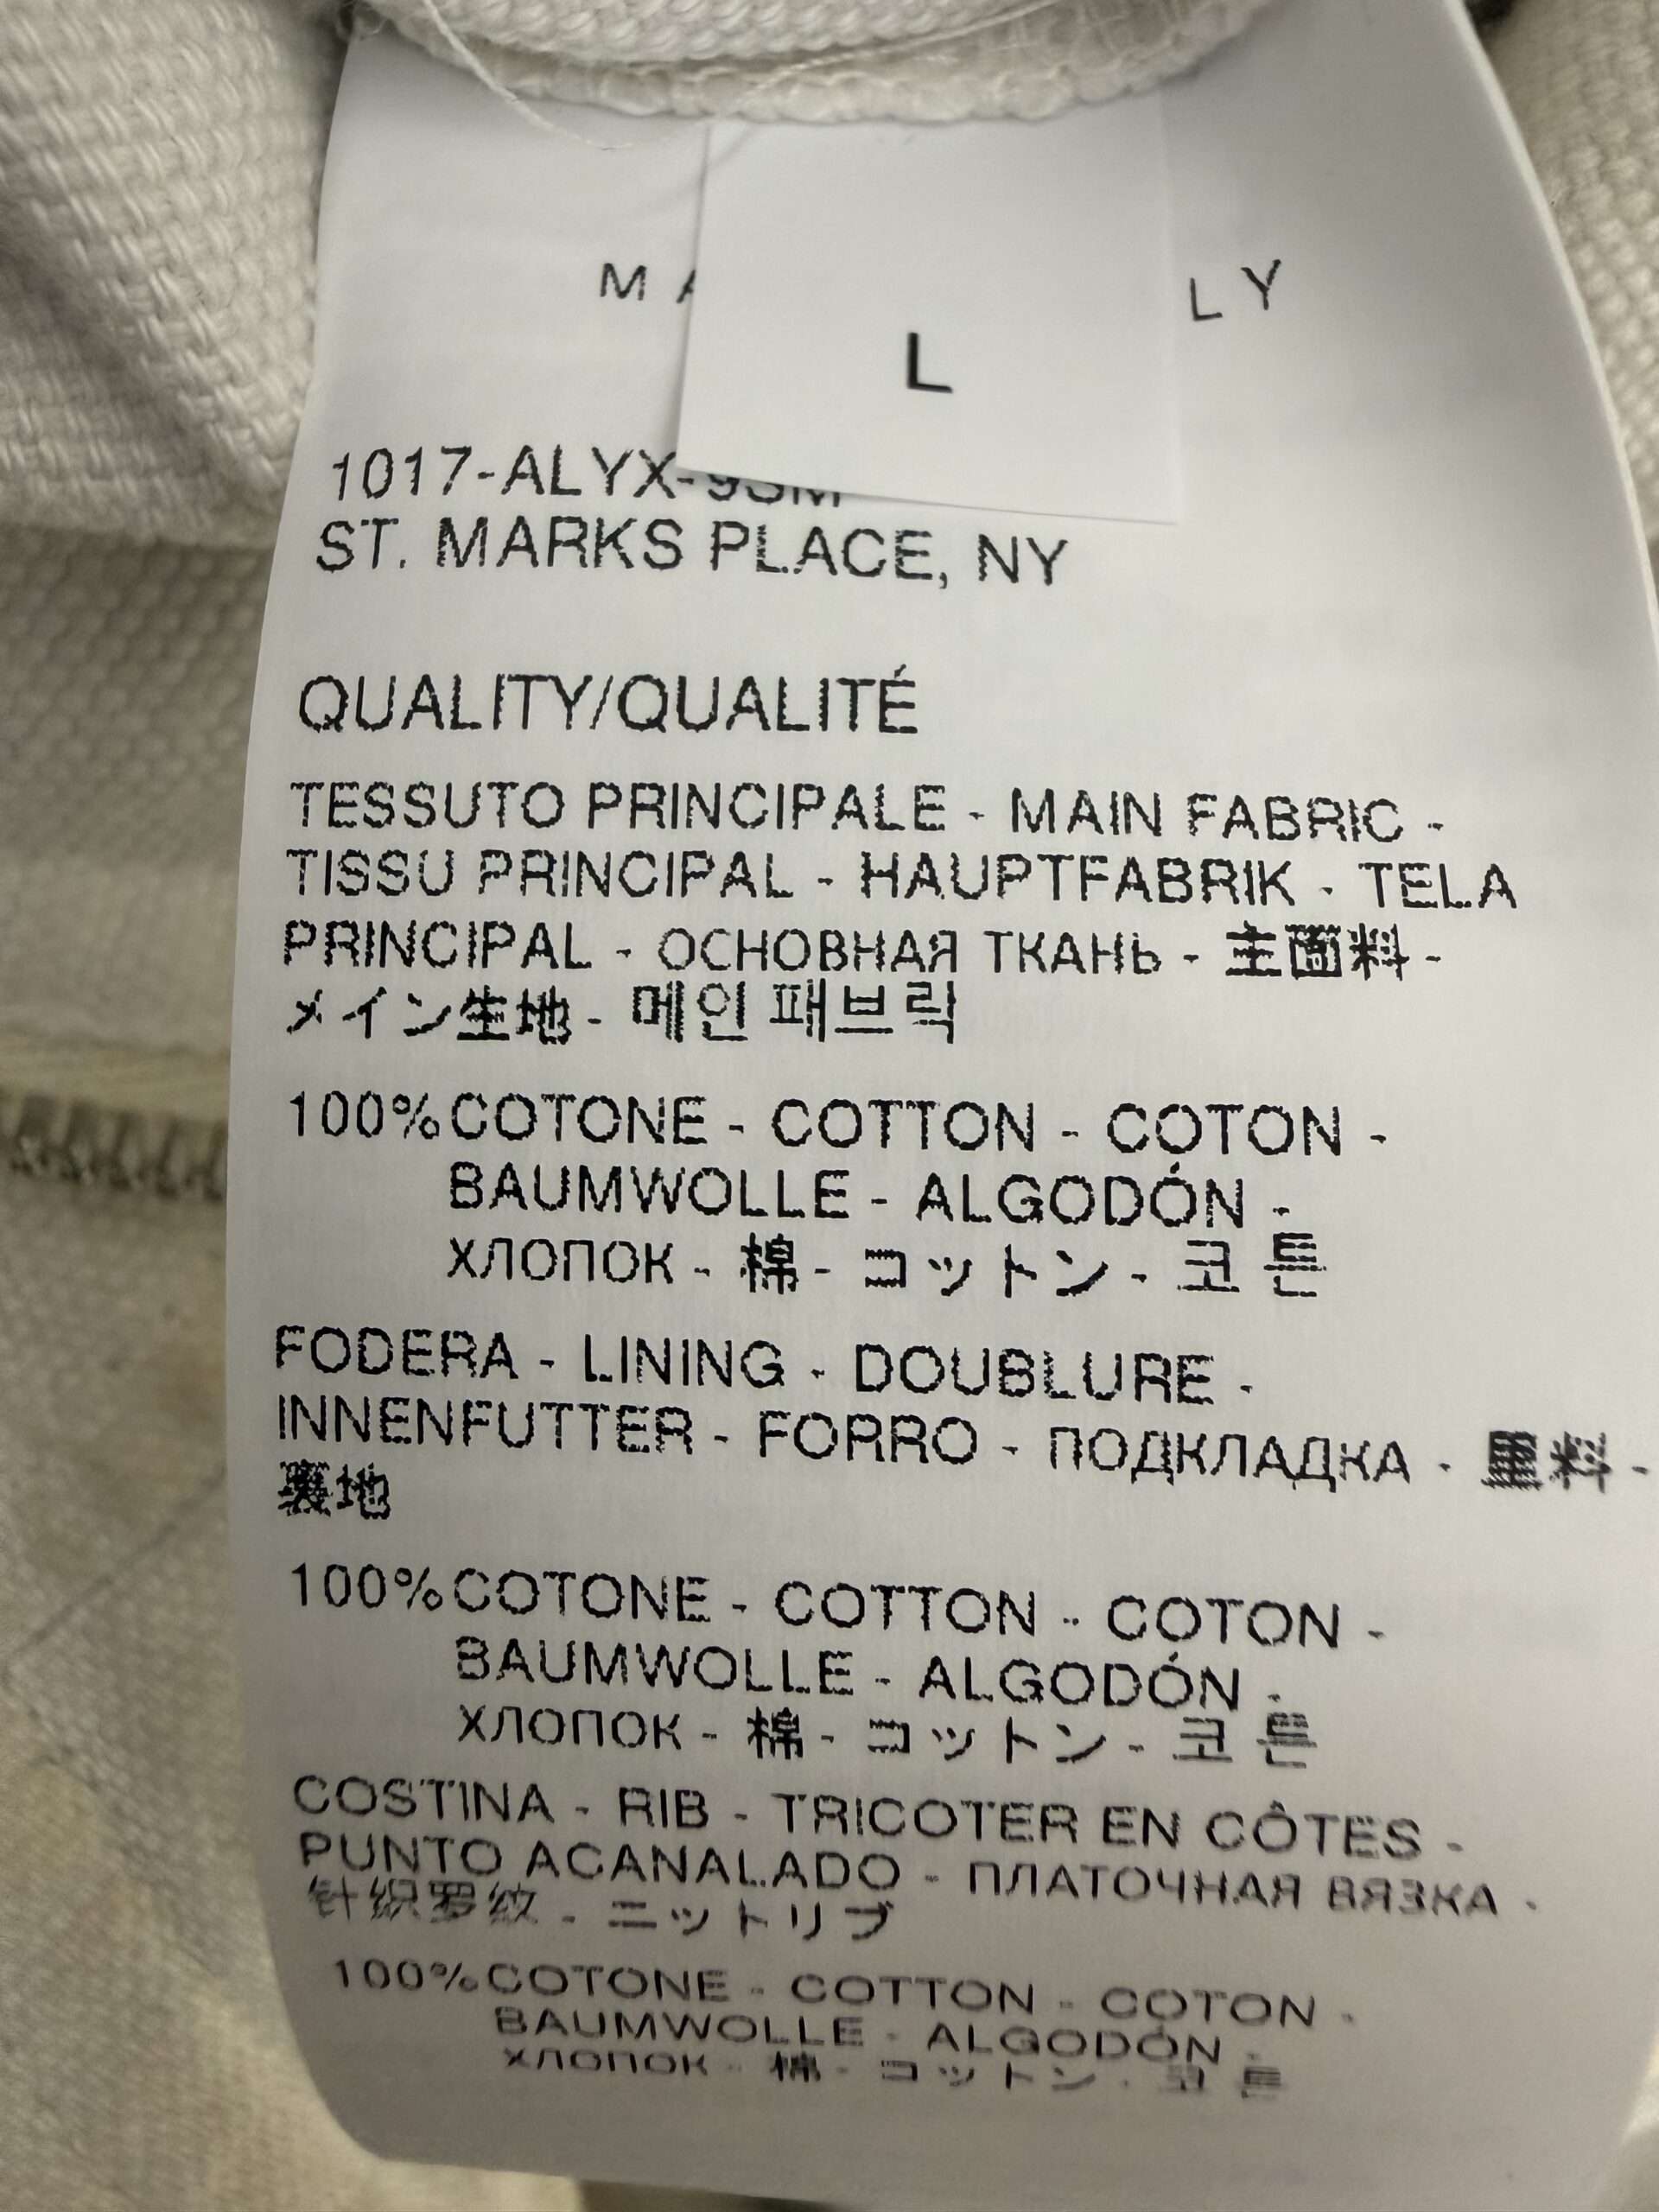 M A L Y
L
1017-ALYX-9SM
ST. MARKS PLACE, NY
QUALITY/QUALITÉ
TESSUTO PRINCIPALE - MAIN FABRIC -
TISSU PRINCIPAL - HAUPTFABRIK - TELA
PRINCIPAL - ОСНОВНАЯ ТКАНЬ - 主面料 -
メイン生地 - 메인 패브릭
100% COTONE - COTTON - COTON -
BAUMWOLLE - ALGODÓN -
ХЛОПОК - 棉 - コットン - 코튼
FODERA - LINING - DOUBLURE -
INNENFUTTER - FORRO - ПОДКЛАДКА - 里料 -
裏地
100% COTONE - COTTON - COTON -
BAUMWOLLE - ALGODÓN -
ХЛОПОК - 棉 - コットン - 코튼
COSTINA - RIB - TRICOTER EN CÔTES -
PUNTO ACANALADO - ПЛАТОЧНАЯ ВЯЗКА -
针织罗纹 - ニットリブ
100% COTONE - COTTON - COTON -
BAUMWOLLE - ALGODÓN -
ХЛОПОК - 棉 - コットン - 코튼